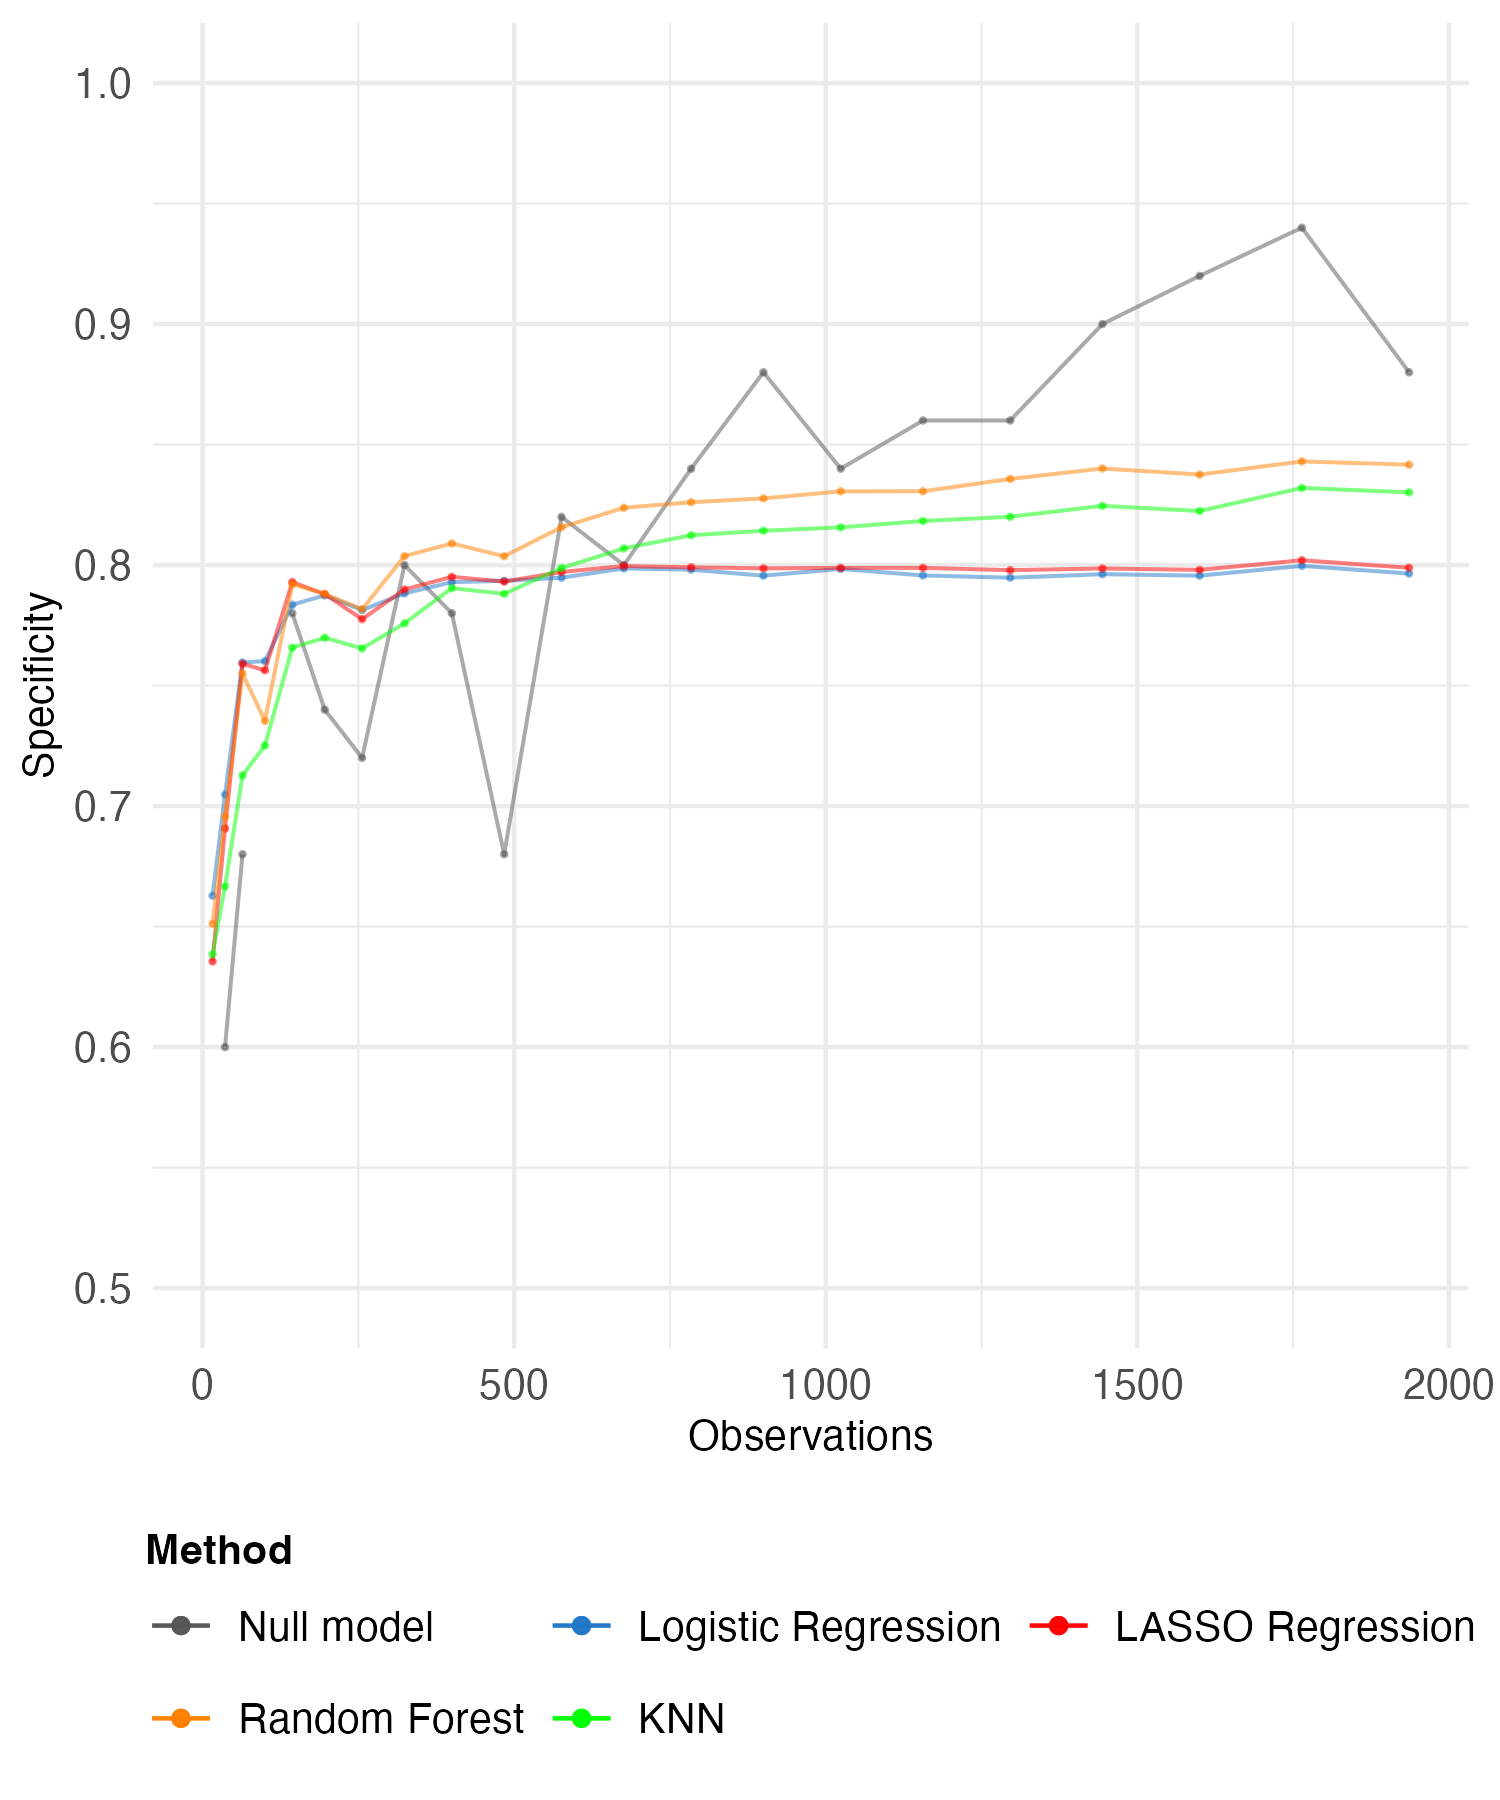 1.0
0.9
0.8
0.7
0.6
0.5
Specificity
0 500 1000 1500 2000
Observations
Method
Null model Logistic Regression LASSO Regression
Random Forest KNN